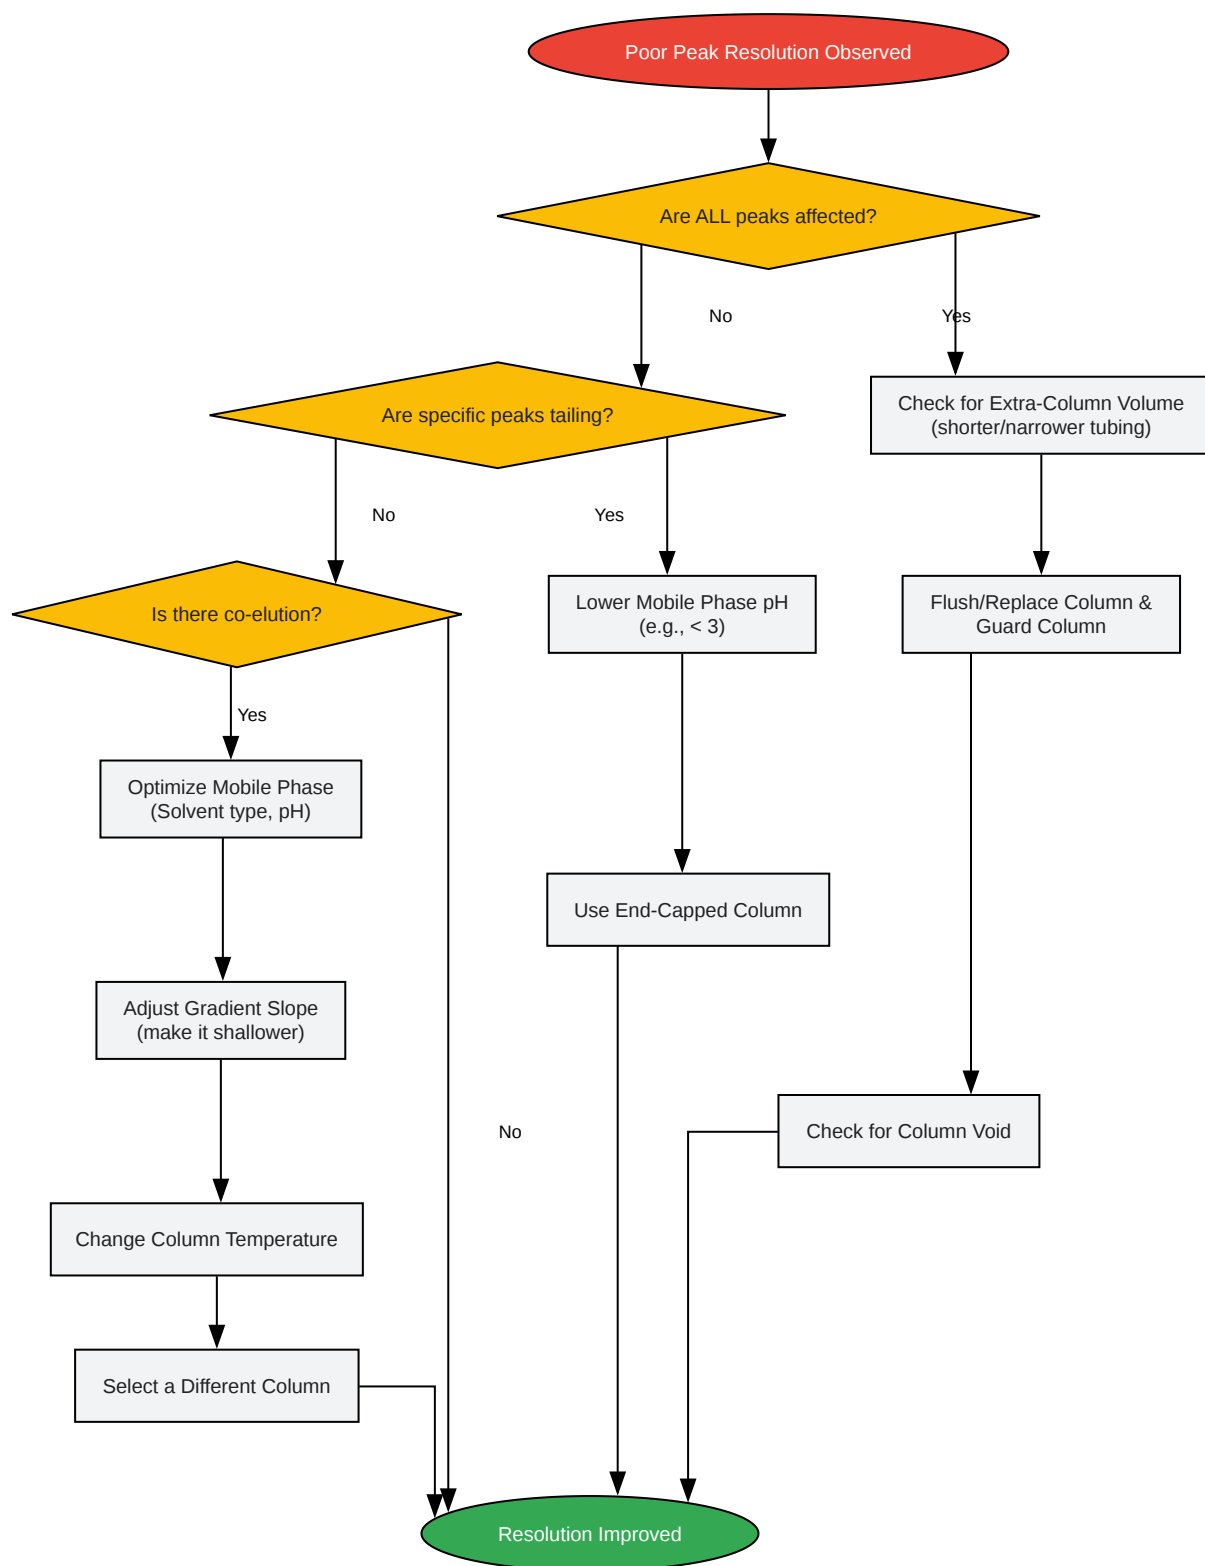 Poor Peak Resolution Observed
Are ALL peaks affected?
No
Yes
Are specific peaks tailing?
Check for Extra-Column Volume
(shorter/narrower tubing)
No
Yes
Is there co-elution?
Lower Mobile Phase pH
(e.g., < 3)
Flush/Replace Column &
Guard Column
Yes
Optimize Mobile Phase
(Solvent type, pH)
Use End-Capped Column
Adjust Gradient Slope
(make it shallower)
No
Check for Column Void
Change Column Temperature
Select a Different Column
Resolution Improved